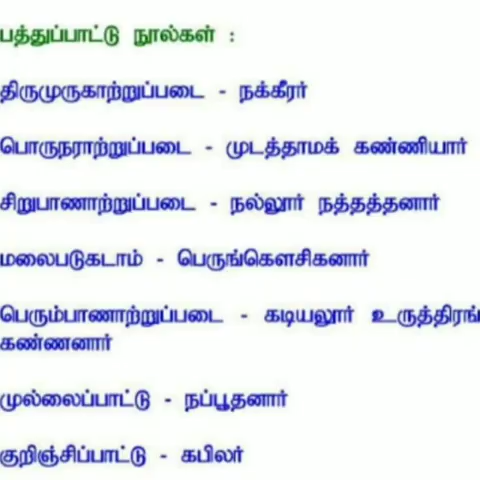 பத்துப்பாட்டு நூல்கள் :
திருமுருகாற்றுப்படை - நக்கீரர்
பொருநராற்றுப்படை - முடத்தாமக் கண்ணியார்
சிறுபாணாற்றுப்படை - நல்லூர் நத்தத்தனார்
மலைபடுகடாம் - பெருங்கௌசிகனார்
பெரும்பாணாற்றுப்படை - கடியலூர் உருத்திரங்
கண்ணனார்
முல்லைப்பாட்டு - நப்பூதனார்
குறிஞ்சிப்பாட்டு - கபிலர்